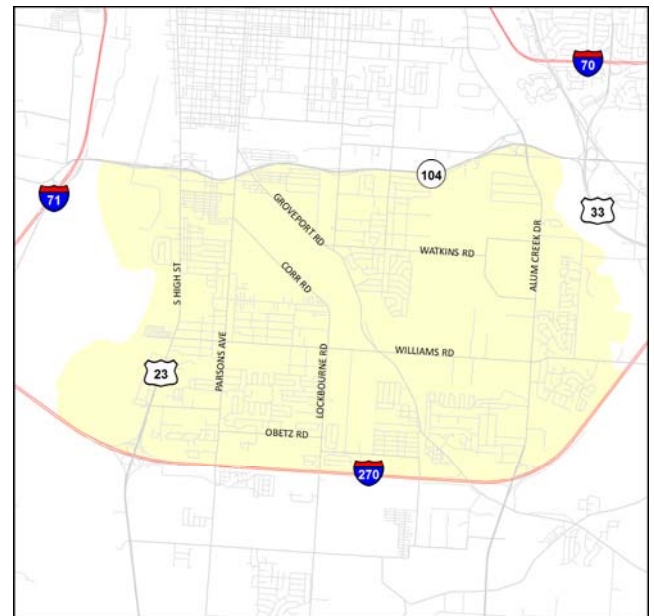 70
104
71
33
GROVEPORT RD
WATKINS RD
CORR RD
S HIGH ST
ALUM CREEK DR
PARSONS AVE
LOCKBOURNE RD
WILLIAMS RD
23
OBETZ RD
270